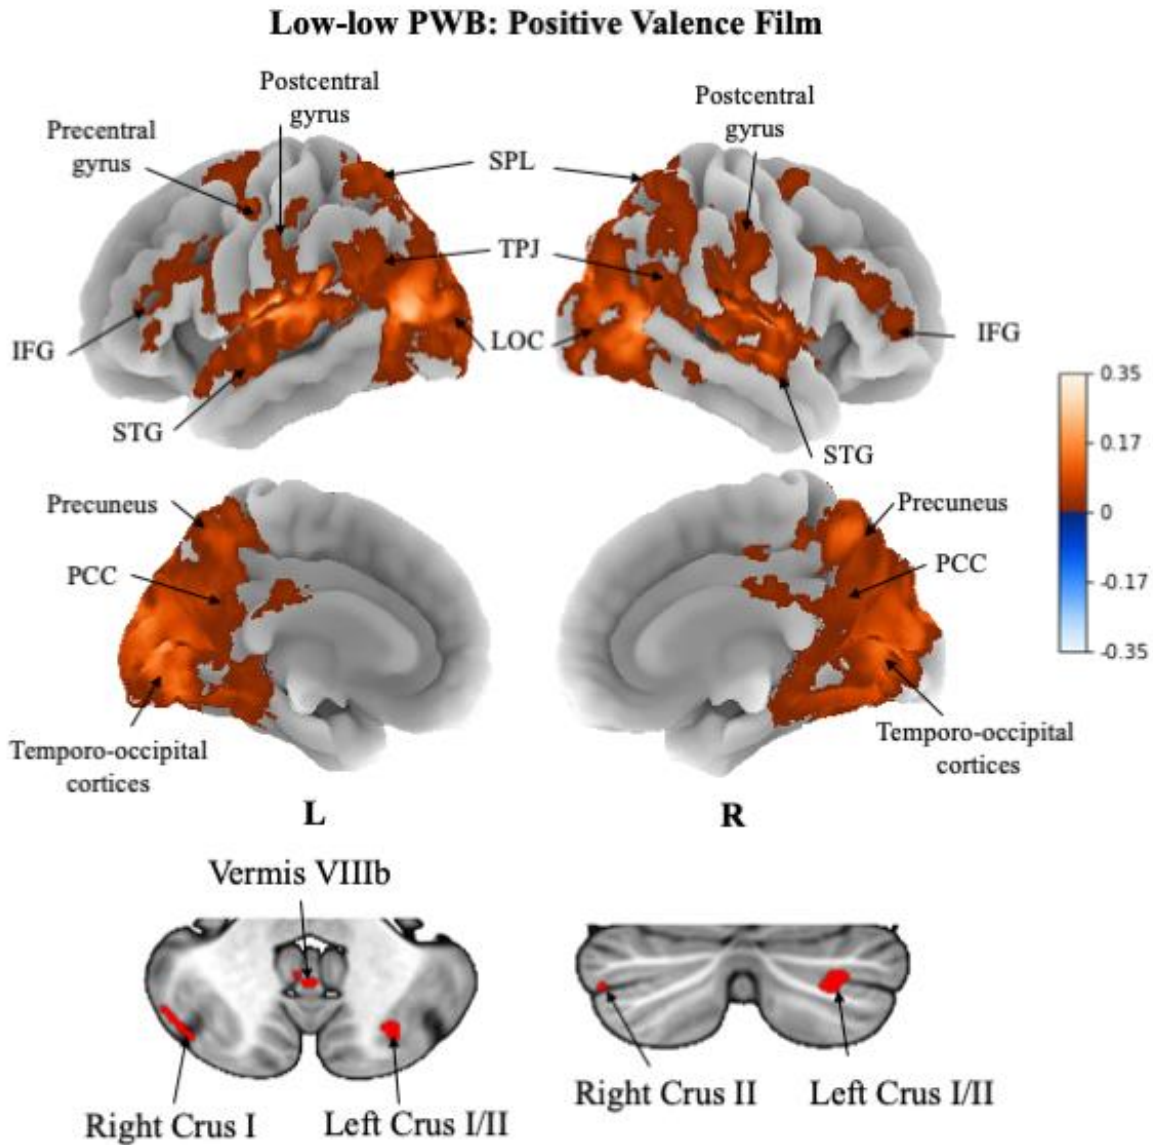 Low-low PWB: Positive Valence Film
Postcentral
gyrus
Precentral
gyrus
Postcentral
gyrus
SPL
TPJ
LOC
IFG
IFG
STG
STG
0.35
0.17
0
-0.17
-0.35
Precuneus
PCC
Precuneus
PCC
Temporo-occipital
cortices
Temporo-occipital
cortices
L
R
Vermis VIIIb
Right Crus I
Left Crus I/II
Right Crus II
Left Crus I/II